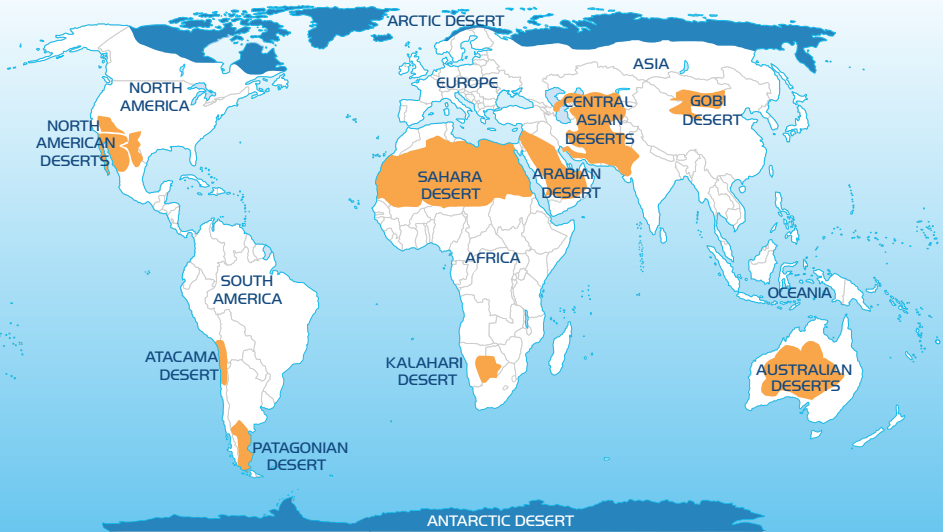 ARCTIC DESERT
ASIA
EUROPE
NORTH
AMERICA
CENTRAL
ASIAN
DESERTS
GOBI
DESERT
NORTH
AMERICAN
DESERTS
SAHARA
DESERT
ARABIAN
DESERT
AFRICA
SOUTH
AMERICA
OCEANIA
ATACAMA
DESERT
KALAHARI
DESERT
AUSTRALIAN
DESERTS
PATAGONIAN
DESERT
ANTARCTIC DESERT